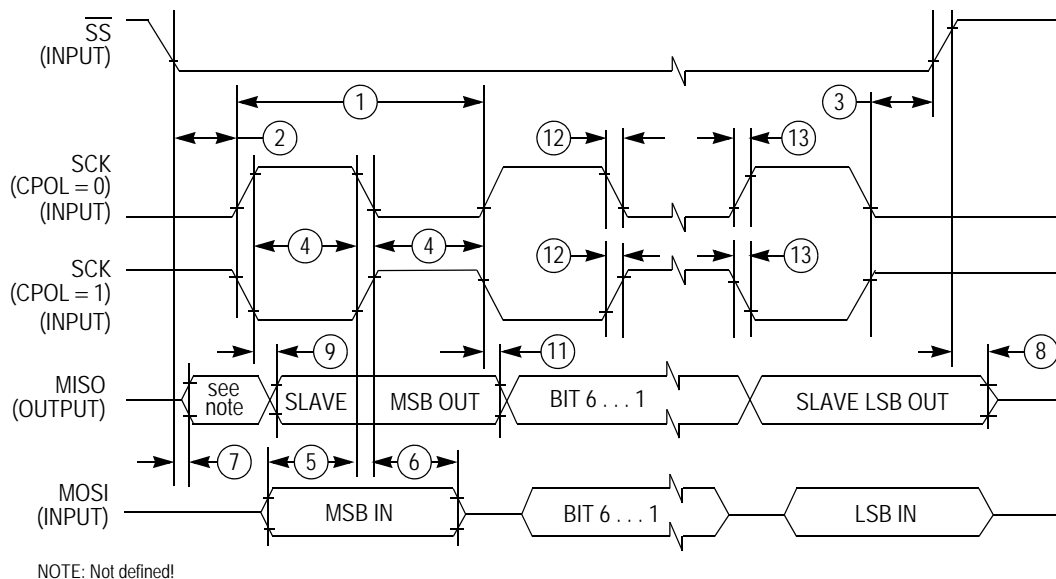 SS
(INPUT)
1
3
2
12
13
SCK
(CPOL = 0)
(INPUT)
4
4
12
13
SCK
(CPOL = 1)
(INPUT)
9
11
8
MISO
(OUTPUT)
see
note
SLAVE
MSB OUT
BIT 6 . . . 1
SLAVE LSB OUT
7
5
6
MOSI
(INPUT)
MSB IN
BIT 6 . . . 1
LSB IN
NOTE: Not defined!